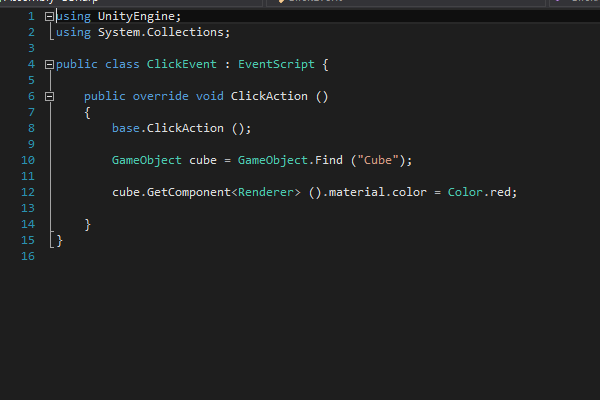 1 using UnityEngine;
2 using System.Collections;
3
4 public class ClickEvent : EventScript {
5
6 public override void ClickAction ()
7 {
8 base.ClickAction ();
9
10 GameObject cube = GameObject.Find ("Cube");
11
12 cube.GetComponent<Renderer> ().material.color = Color.red;
13
14 }
15 }
16